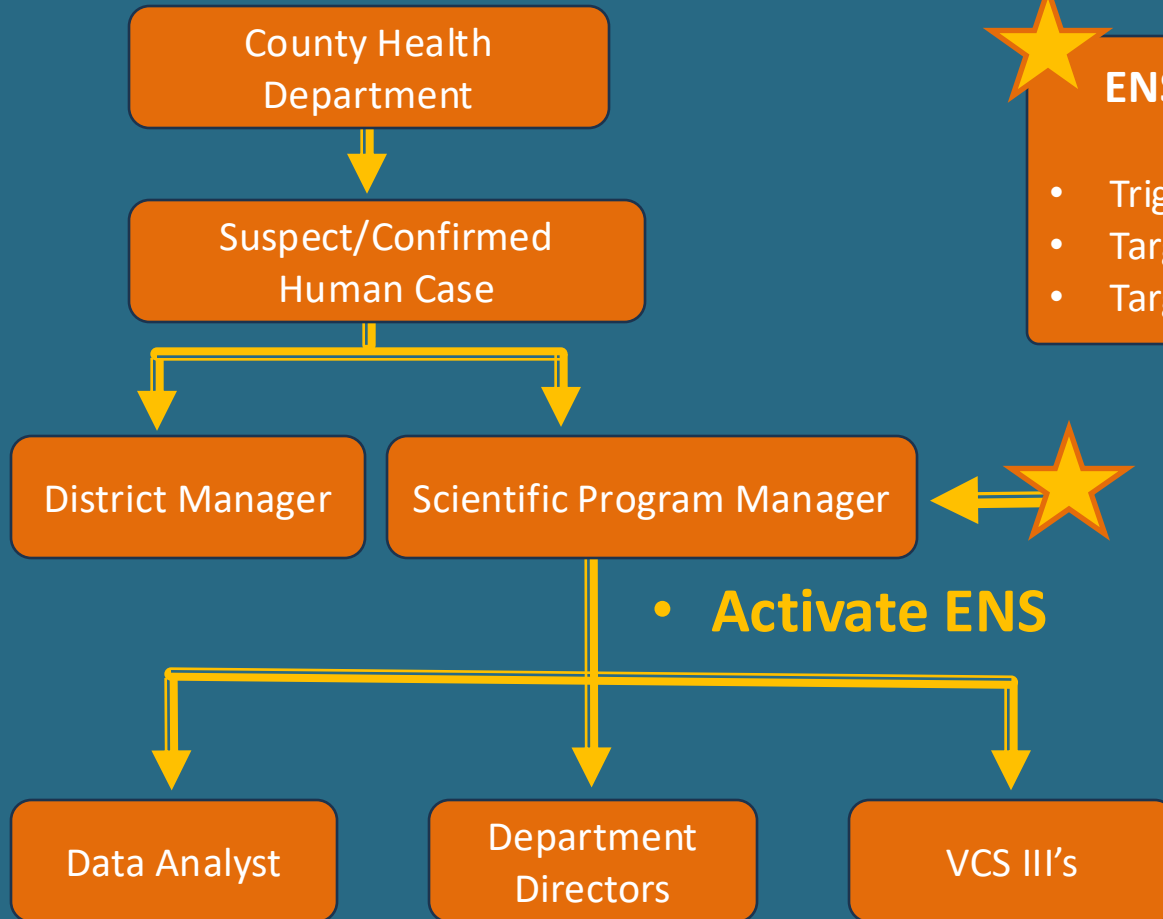 County Health
Department
Suspect/Confirmed
Human Case
District Manager
Scientific Program Manager
• Activate ENS
Data Analyst
Department
Directors
VCS III’s